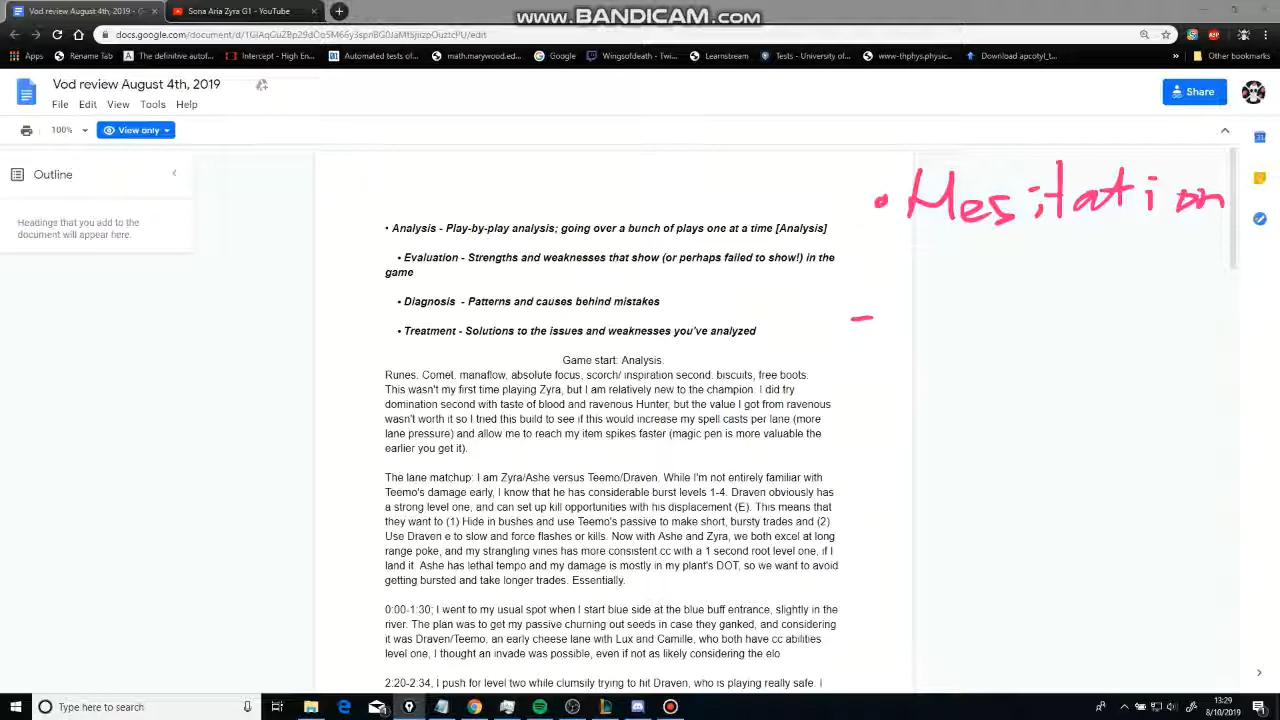 Vod review August 4th, 2019 - G
Sona Aria Zyra G1 - YouTube
www.BANDICAM.com
Rename Tab
The definitive autor...
Intercept - High En...
Automated tests of...
math.marywood.edu...
Google
Wingsofdeath - Twi...
Learnstream
Tests - University of...
www-thphys.physic...
Download apcotyl_t...
Other bookmarks
Vod review August 4th, 2019
File Edit View Tools Help
Share
100%
View only
Outline
Headings that you add to the
document will appear here.
• Mesitation
• Analysis - Play-by-play analysis; going over a bunch of plays one at a time [Analysis]
• Evaluation - Strengths and weaknesses that show (or perhaps failed to show!) in the
game
• Diagnosis - Patterns and causes behind mistakes
-
• Treatment - Solutions to the issues and weaknesses you've analyzed
Game start: Analysis.
Runes. Comet, manaflow, absolute focus, scorch/ inspiration second: biscuits, free boots.
This wasn't my first time playing Zyra, but I am relatively new to the champion. I did try
domination second with taste of blood and ravenous Hunter, but the value I got from ravenous
wasn't worth it so I tried this build to see if this would increase my spell casts per lane (more
lane pressure) and allow me to reach my item spikes faster (magic pen is more valuable the
earlier you get it).
The lane matchup: I am Zyra/Ashe versus Teemo/Draven. While I'm not entirely familiar with
Teemo's damage early, I know that he has considerable burst levels 1-4. Draven obviously has
a strong level one, and can set up kill opportunities with his displacement (E). This means that
they want to (1) Hide in bushes and use Teemo's passive to make short, bursty trades and (2)
Use Draven e to slow and force flashes or kills. Now with Ashe and Zyra, we both excel at long
range poke, and my strangling vines has more consistent cc with a 1 second root level one, if I
land it. Ashe has lethal tempo and my damage is mostly in my plant's DOT, so we want to avoid
getting bursted and take longer trades. Essentially.
0:00-1:30; I went to my usual spot when I start blue side at the blue buff entrance, slightly in the
river. The plan was to get my passive churning out seeds in case they ganked, and considering
it was Draven/Teemo, an early cheese lane with Lux and Camille, who both have cc abilities
level one, I thought an invade was possible, even if not as likely considering the elo
2:20-2:34, I push for level two while clumsily trying to hit Draven, who is playing really safe. I
Type here to search
13:29
8/10/2019